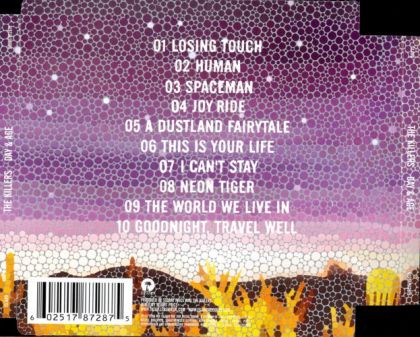 01 LOSING TOUCH
02 HUMAN
03 SPACEMAN
04 JOY RIDE
05 A DUSTLAND FAIRYTALE
06 THIS IS YOUR LIFE
07 I CAN'T STAY
08 NEON TIGER
09 THE WORLD WE LIVE IN
10 GOODNIGHT, TRAVEL WELL
THE KILLERS DAY & AGE
THE KILLERS DAY & AGE
6 02517 87287 5